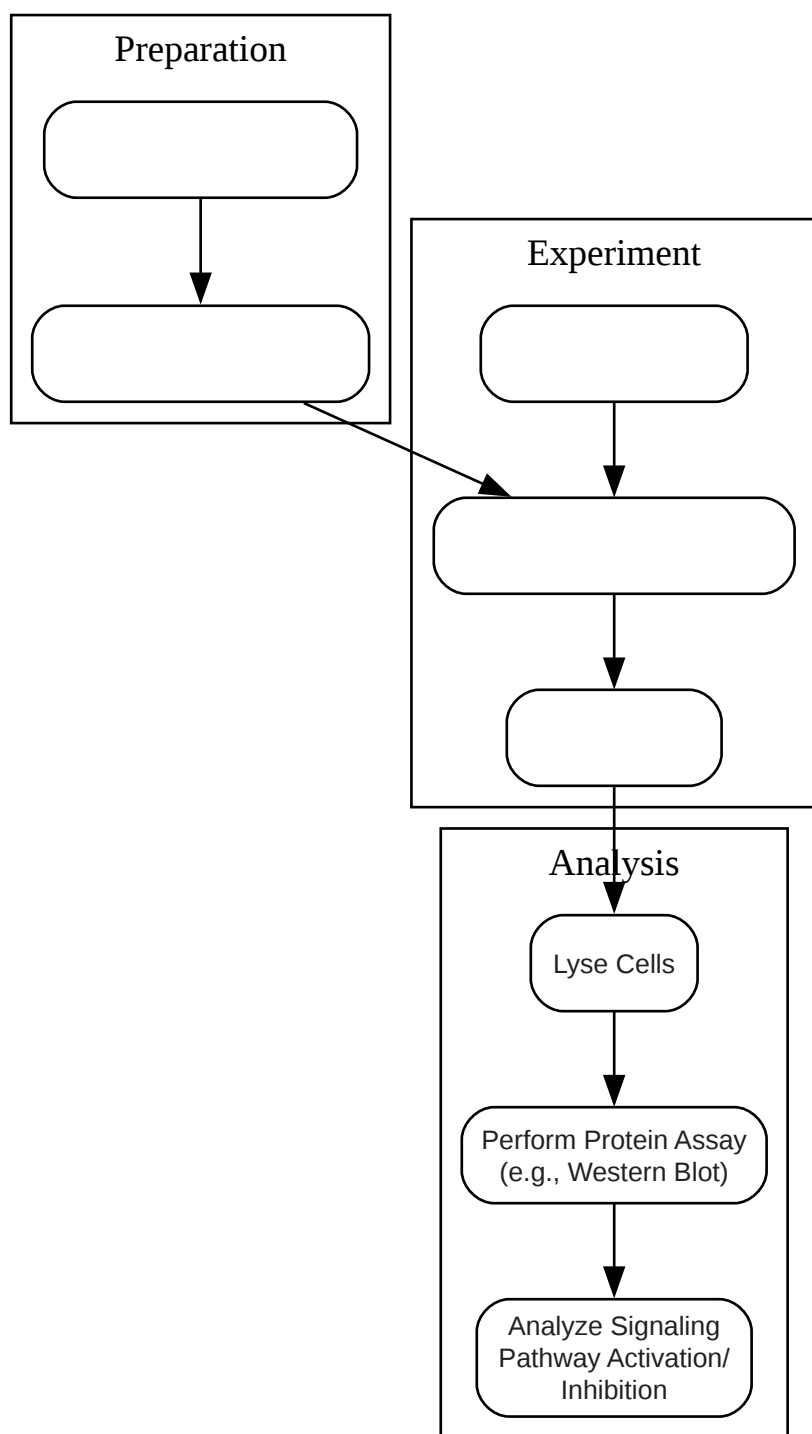 Preparation
Experiment
Analysis
Lyse Cells
Perform Protein Assay
(e.g., Western Blot)
Analyze Signaling
Pathway Activation/
Inhibition